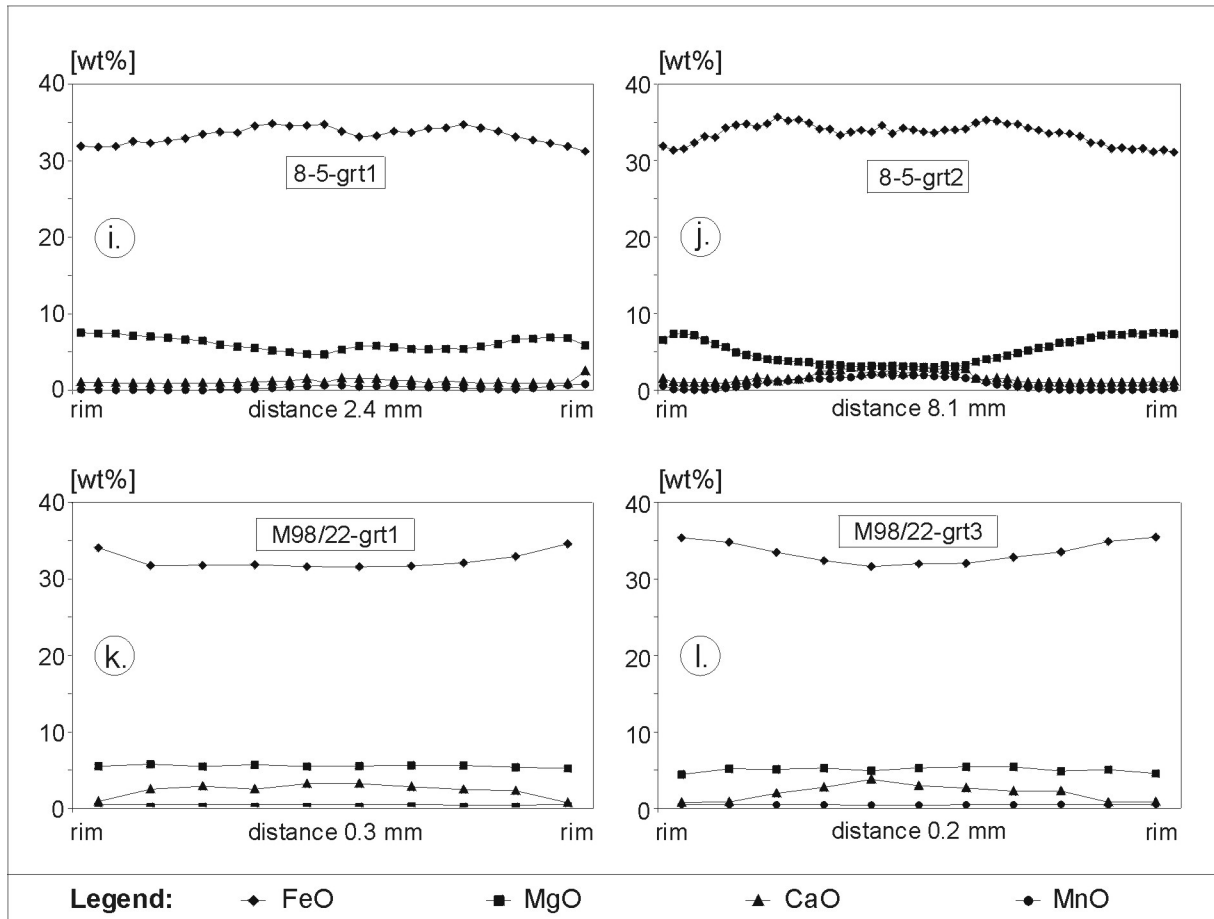 [wt%]
40
30
20
10
0
8-5-grt1
i.
rim distance 2.4 mm rim
[wt%]
40
30
20
10
0
8-5-grt2
j.
rim distance 8.1 mm rim
[wt%]
40
30
20
10
0
M98/22-grt1
k.
rim distance 0.3 mm rim
[wt%]
40
30
20
10
0
M98/22-grt3
l.
rim distance 0.2 mm rim
Legend: FeO MgO CaO MnO